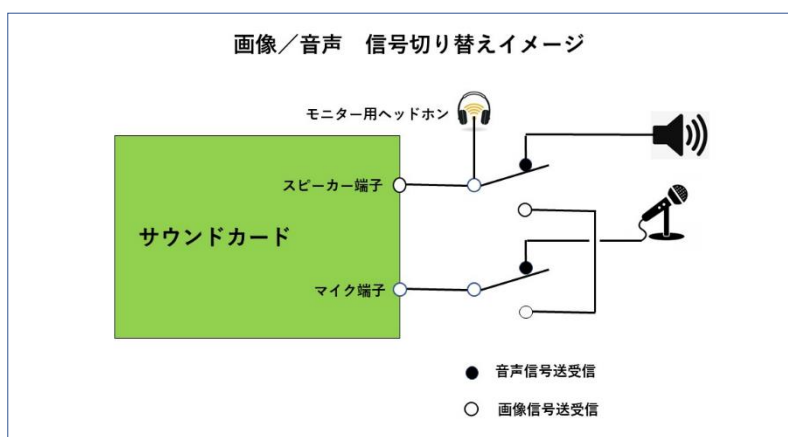 画像／音声　信号切り替えイメージ
モニター用ヘッドホン
スピーカー端子
サウンドカード
マイク端子
音声信号送受信
画像信号送受信